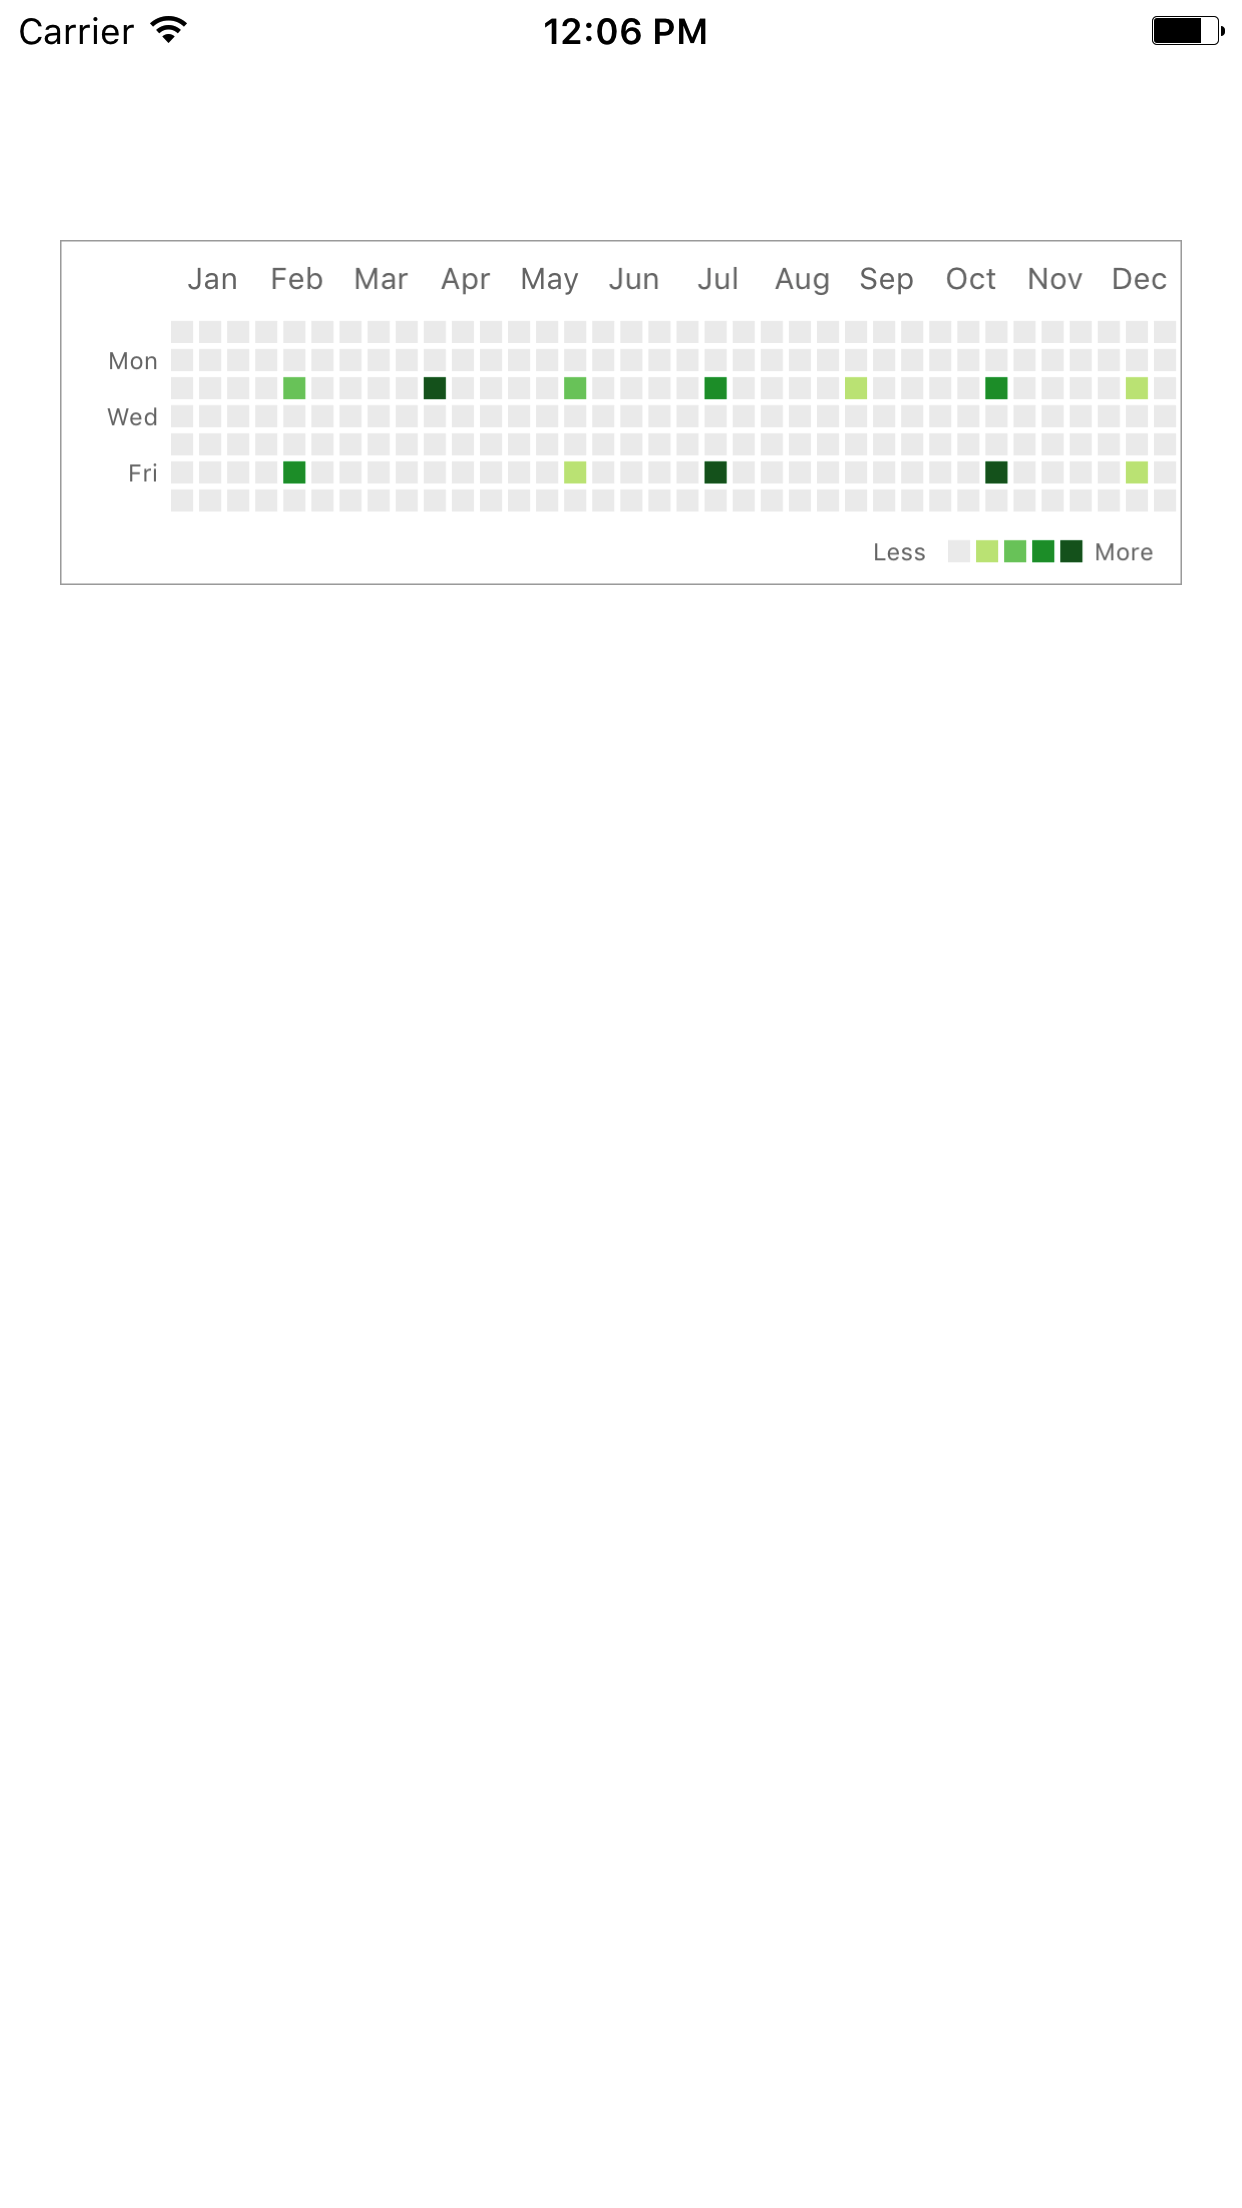 Carrier 12:06 PM
Jan Feb Mar Apr May Jun Jul Aug Sep Oct Nov Dec
Mon
Wed
Fri
Less More